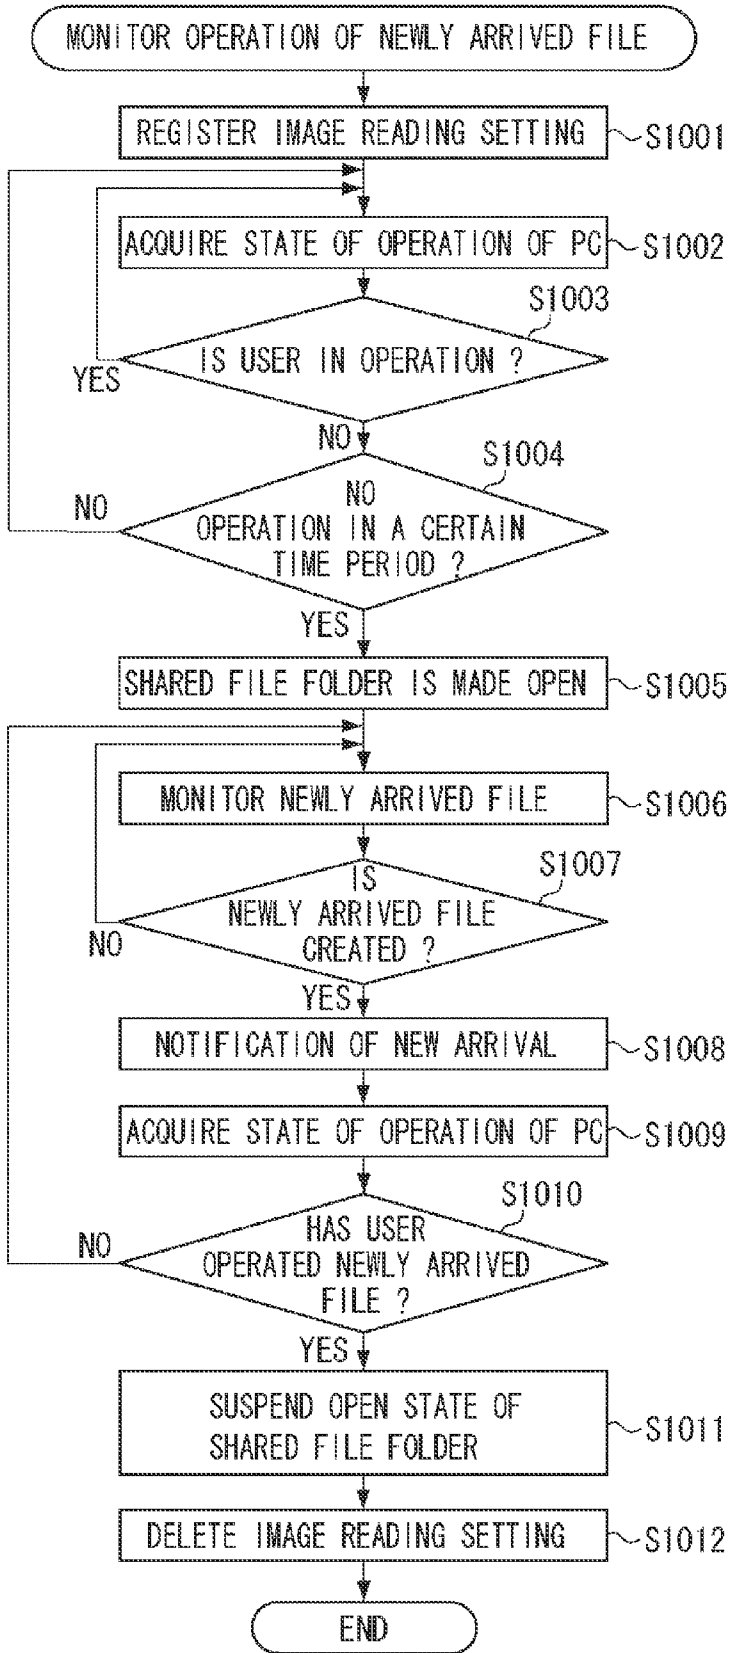 MONITOR OPERATION OF NEWLY ARRIVED FILE
REGISTER IMAGE READING SETTING
S1001
ACQUIRE STATE OF OPERATION OF PC
S1002
S1003
IS USER IN OPERATION ?
YES
NO
S1004
NO
NO
OPERATION IN A CERTAIN
TIME PERIOD ?
YES
SHARED FILE FOLDER IS MADE OPEN
S1005
MONITOR NEWLY ARRIVED FILE
S1006
S1007
IS
NEWLY ARRIVED FILE
CREATED ?
NO
YES
NOTIFICATION OF NEW ARRIVAL
S1008
ACQUIRE STATE OF OPERATION OF PC
S1009
S1010
HAS USER
OPERATED NEWLY ARRIVED
FILE ?
NO
YES
SUSPEND OPEN STATE OF
SHARED FILE FOLDER
S1011
DELETE IMAGE READING SETTING
S1012
END